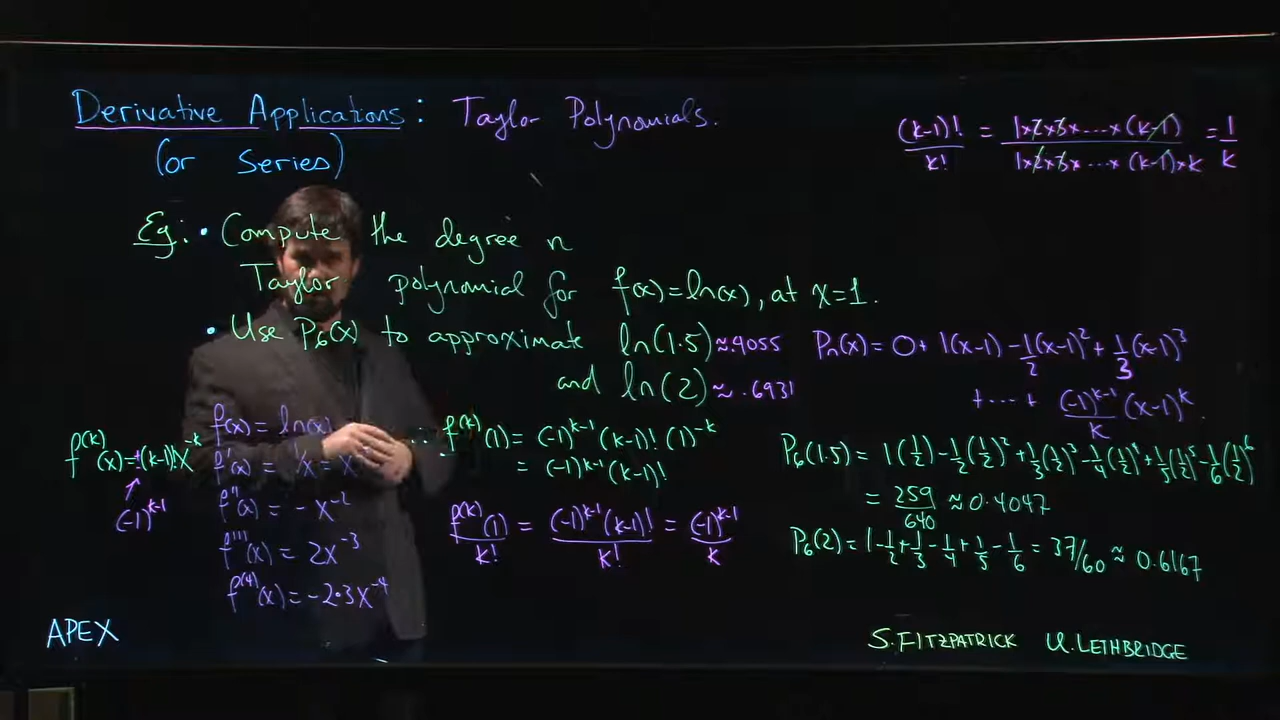 Derivative Applications: Taylor Polynomials.
(or Series)
(k-1)!/k! = 1×2×3×...×(k-1)/1×2×3×...×(k-1)×k = 1/k
Eg: • Compute the degree n
Taylor polynomial for f(x)=ln(x), at x=1.
• Use P₆(x) to approximate ln(1.5) ≈.4055
and ln(2) ≈ .6931
Pₙ(x) = 0 + 1(x-1) - 1/2(x-1)² + 1/3(x-1)³
+ ... + (-1)ᵏ⁻¹/k (x-1)ᵏ.
f⁽ᵏ⁾(x)=±(k-1)!x⁻ᵏ
↑
(-1)ᵏ⁻¹
f(x) = ln(x)
f'(x) = 1/x = x
f''(x) = -x⁻²
f'''(x) = 2x⁻³
f⁽⁴⁾(x) = -2·3x⁻⁴
∴ f⁽ᵏ⁾(1) = (-1)ᵏ⁻¹(k-1)! (1)⁻ᵏ
= (-1)ᵏ⁻¹(k-1)!
f⁽ᵏ⁾(1)/k! = (-1)ᵏ⁻¹(k-1)!/k! = (-1)ᵏ⁻¹/k
P₆(1.5) = 1(1/2) - 1/2(1/2)² + 1/3(1/2)³ - 1/4(1/2)⁴ + 1/5(1/2)⁵ - 1/6(1/2)⁶
= 259/640 ≈ 0.4047
P₆(2) = 1 - 1/2 + 1/3 - 1/4 + 1/5 - 1/6 = 37/60 ≈ 0.6167
APEX
S. FITZPATRICK U. LETHBRIDGE